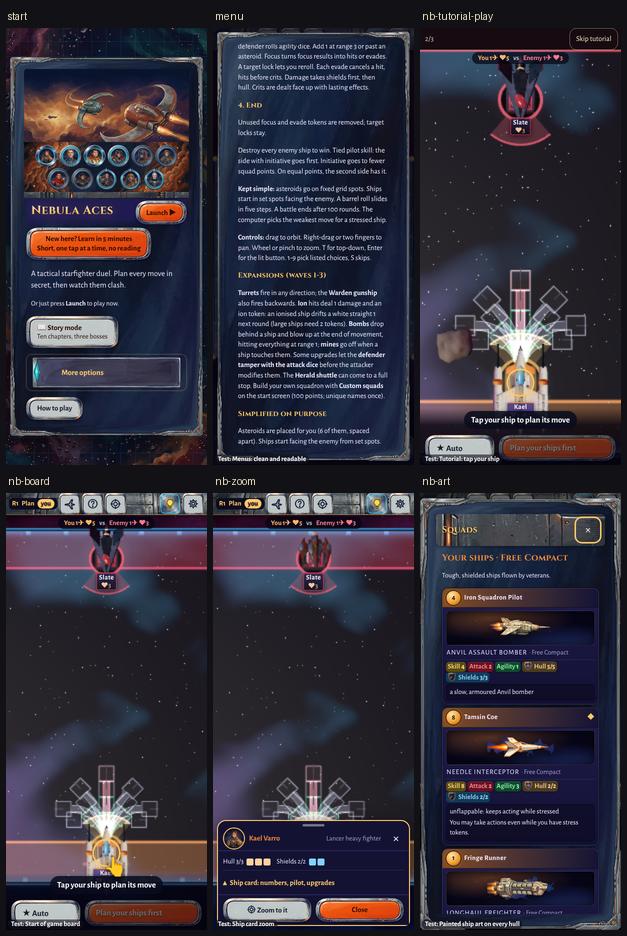 start
menu
nb-tutorial-play
NEBULA ACES
Launch ▶
New here? Learn in 5 minutes
Short, one tap at a time, no reading
A tactical starfighter duel. Plan every move in
secret, then watch them clash.
Or just press Launch to play now.
Story mode
Ten chapters, three bosses
More options
How to play
defender rolls agility dice. Add 1 at range 3 or past an
asteroid. Focus turns focus results into hits or evades.
A target lock lets you reroll. Each evade cancels a hit,
hits before crits. Damage takes shields first, then
hull. Crits are dealt face up with lasting effects.
4. END
Unused focus and evade tokens are removed; target
locks stay.
Destroy every enemy ship to win. Tied pilot skill: the
side with initiative goes first. Initiative goes to fewer
squad points. On equal points, the second side has it.
Kept simple: asteroids go on fixed grid spots. Ships
start in set spots facing the enemy. A barrel roll slides
in five steps. A battle ends after 100 rounds. The
computer picks the weakest move for a stressed ship.
Controls: drag to orbit. Right-drag or two fingers to
pan. Wheel or pinch to zoom. T for top-down, Enter
for the lit button. 1-9 pick listed choices, S skips.
EXPANSIONS (WAVES 1-3)
Turrets fire in any direction; the Warden gunship
also fires backwards. Ion hits deal 1 damage and an
ion token: an ionised ship drifts a white straight 1
next round (large ships need 2 tokens). Bombs drop
behind a ship and blow up at the end of movement,
hitting everything at range 1; mines go off when a
ship touches them. Some upgrades let the defender
tamper with the attack dice before the attacker
modifies them. The Herald shuttle can come to a full
stop. Build your own squadron with Custom squads
on the start screen (100 points; unique names once).
SIMPLIFIED ON PURPOSE
Asteroids are placed for you (6 of them, spaced
apart). Ships start facing the enemy from set spots.
Test: Menus: clean and readable
2/3
Skip tutorial
You 1 ♥5 vs Enemy 1 ♥3
Slate
♥3
Kael
Tap your ship to plan its move
★ Auto
Plan your ships first
Test: Tutorial: tap your ship
nb-board
nb-zoom
nb-art
R1 Plan you
You 1 ♥5 vs Enemy 1 ♥3
Slate
♥3
Tap your ship to plan its move
★ Auto
Plan your ships first
Test: Start of game board
R1 Plan you
You 1 ♥5 vs Enemy 1 ♥3
Slate
♥3
Kael Varro
Lancer heavy fighter
×
Hull 3/3
Shields 2/2
▲ Ship card: numbers, pilot, upgrades
Zoom to it
Close
Test: Ship card zoom
SQUADS
×
YOUR SHIPS · FREE COMPACT
Tough, shielded ships flown by veterans.
4 Iron Squadron Pilot
ANVIL ASSAULT BOMBER · Free Compact
Skill 4 Attack 2 Agility 1 Hull 5/5
Shields 3/3
a slow, armoured Anvil bomber
8 Tamsin Coe
NEEDLE INTERCEPTOR · Free Compact
Skill 8 Attack 2 Agility 3 Hull 2/2
Shields 2/2
unflappable: keeps acting while stressed
You may take actions even while you have stress
tokens.
1 Fringe Runner
LONGHAUL FREIGHTER · Free Compact
Test: Painted ship art on every hull